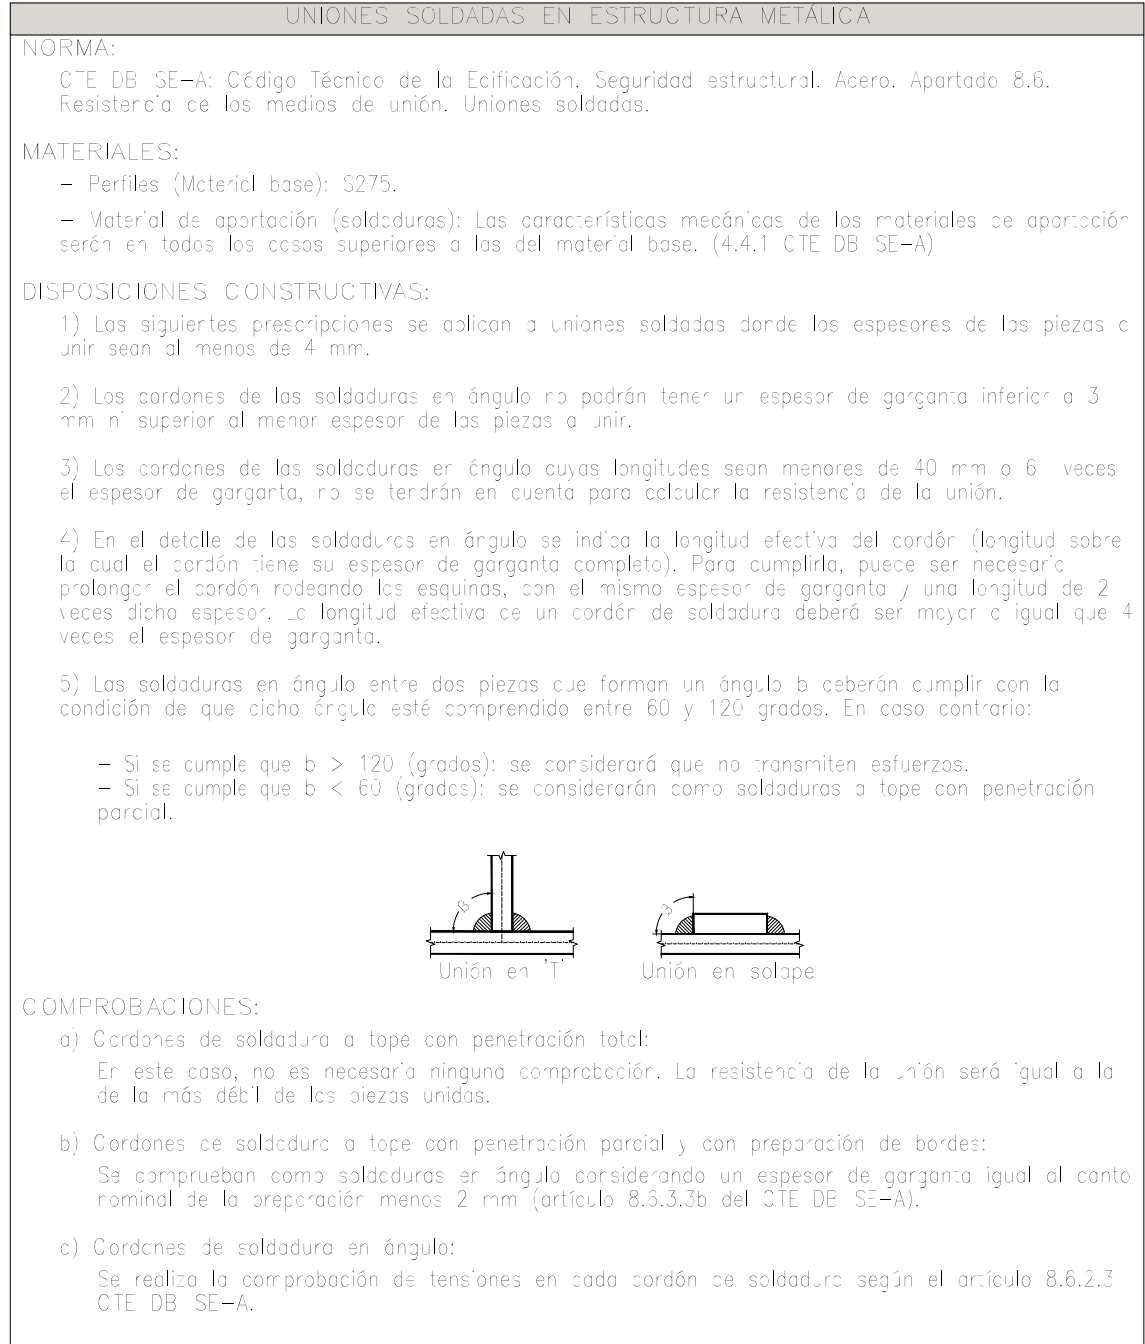 UNIONES SOLDADAS EN ESTRUCTURA METÁLICA
NORMA:
CTE DB SE-A: Código Técnico de la Edificación. Seguridad estructural. Acero. Apartado 8.6.
Resistencia de los medios de unión. Uniones soldadas.
MATERIALES:
- Perfiles (Material base): S275.
- Material de aportación (soldaduras): Las características mecánicas de los materiales de aportación
serán en todos los casos superiores a las del material base. (4.4.1 CTE DB SE-A)
DISPOSICIONES CONSTRUCTIVAS:
1) Las siguientes prescripciones se aplican a uniones soldadas donde los espesores de las piezas a
unir sean al menos de 4 mm.
2) Los cordones de las soldaduras en ángulo no podrán tener un espesor de garganta inferior a 3
mm ni superior al menor espesor de las piezas a unir.
3) Los cordones de las soldaduras en ángulo cuyas longitudes sean menores de 40 mm o 6 veces
el espesor de garganta, no se tendrán en cuenta para calcular la resistencia de la unión.
4) En el detalle de las soldaduras en ángulo se indica la longitud efectiva del cordón (longitud sobre
la cual el cordón tiene su espesor de garganta completo). Para cumplirla, puede ser necesario
prolongar el cordón rodeando las esquinas, con el mismo espesor de garganta y una longitud de 2
veces dicho espesor. La longitud efectiva de un cordón de soldadura deberá ser mayor o igual que 4
veces el espesor de garganta.
5) Las soldaduras en ángulo entre dos piezas que forman un ángulo b deberán cumplir con la
condición de que dicho ángulo esté comprendido entre 60 y 120 grados. En caso contrario:
- Si se cumple que b > 120 (grados): se considerará que no transmiten esfuerzos.
- Si se cumple que b < 60 (grados): se considerarán como soldaduras a tope con penetración
parcial.
β β
Unión en 'T' Unión en solape
COMPROBACIONES:
a) Cordones de soldadura a tope con penetración total:
En este caso, no es necesaria ninguna comprobación. La resistencia de la unión será igual a la
de la más débil de las piezas unidas.
b) Cordones de soldadura a tope con penetración parcial y con preparación de bordes:
Se comprueban como soldaduras en ángulo considerando un espesor de garganta igual al canto
nominal de la preparación menos 2 mm (artículo 8.6.3.3b del CTE DB SE-A).
c) Cordones de soldadura en ángulo:
Se realiza la comprobación de tensiones en cada cordón de soldadura según el artículo 8.6.2.3
CTE DB SE-A.